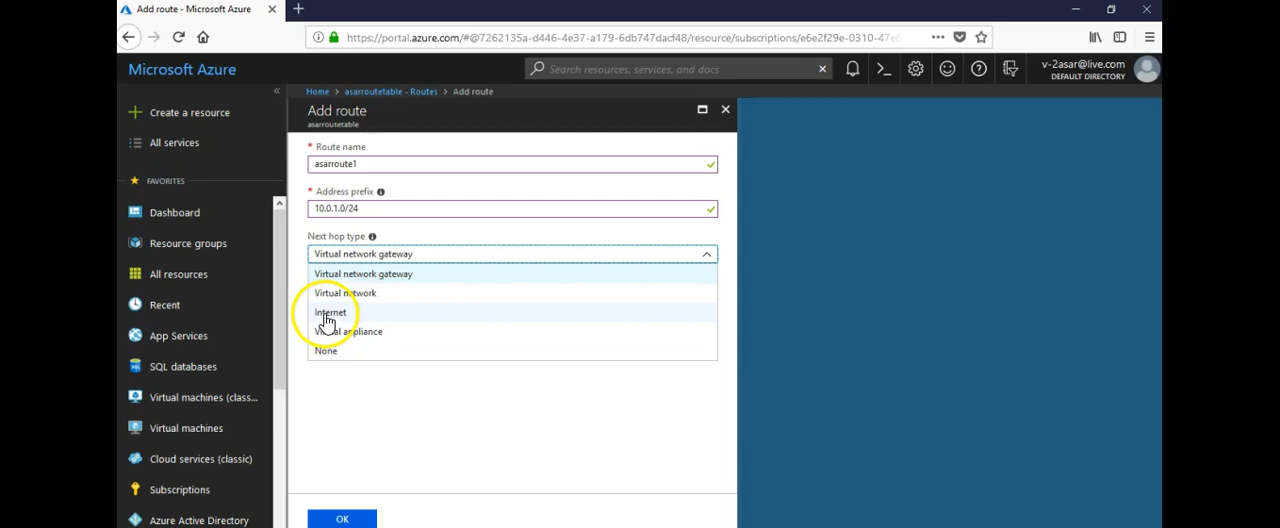 Add route - Microsoft Azure
https://portal.azure.com/#@7262135a-d446-4e37-a179-6db747dacf48/resource/subscriptions/e6e2f29e-0310-47e6
Microsoft Azure
Search resources, services, and docs
v-2asar@live.com
DEFAULT DIRECTORY
Home > asarroutetable - Routes > Add route
Create a resource
All services
FAVORITES
Dashboard
Resource groups
All resources
Recent
App Services
SQL databases
Virtual machines (class...
Virtual machines
Cloud services (classic)
Subscriptions
Azure Active Directory
Add route
asarroutetable
* Route name
asarroute1
* Address prefix
10.0.1.0/24
Next hop type
Virtual network gateway
Virtual network gateway
Virtual network
Internet
Virtual appliance
None
OK